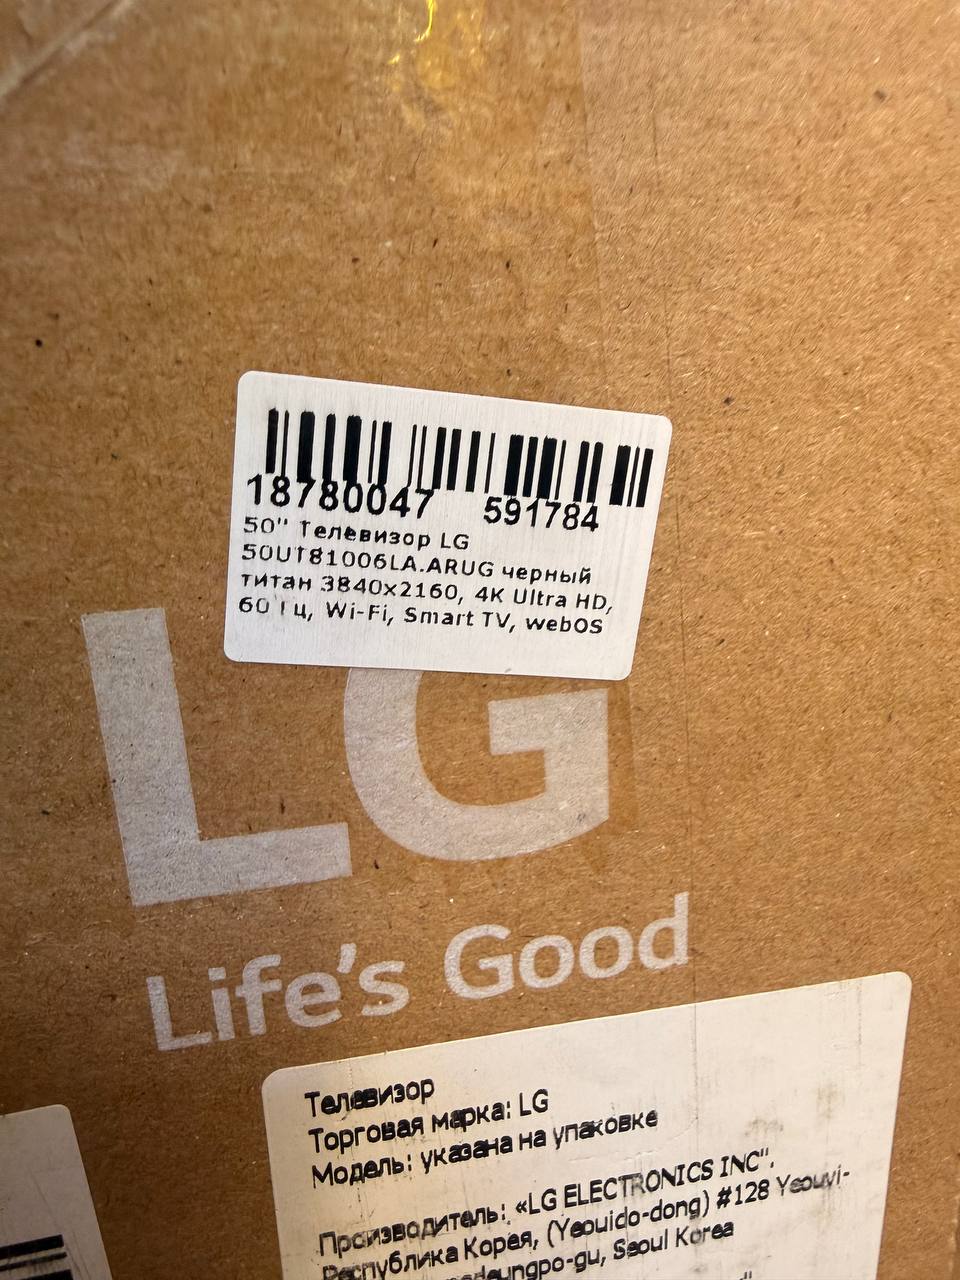 18780047 591784
50" Телевизор LG
50UT81006LA.ARUG черный
титан 3840x2160, 4K Ultra HD,
60 Гц, Wi-Fi, Smart TV, webOS
LG
Life's Good
Телевизор
Торговая марка: LG
Модель: указана на упаковке
Производитель: «LG ELECTRONICS INC".
Республика Корея, (Yeouido-dong) #128 Yeouvi-
Seoul Korea